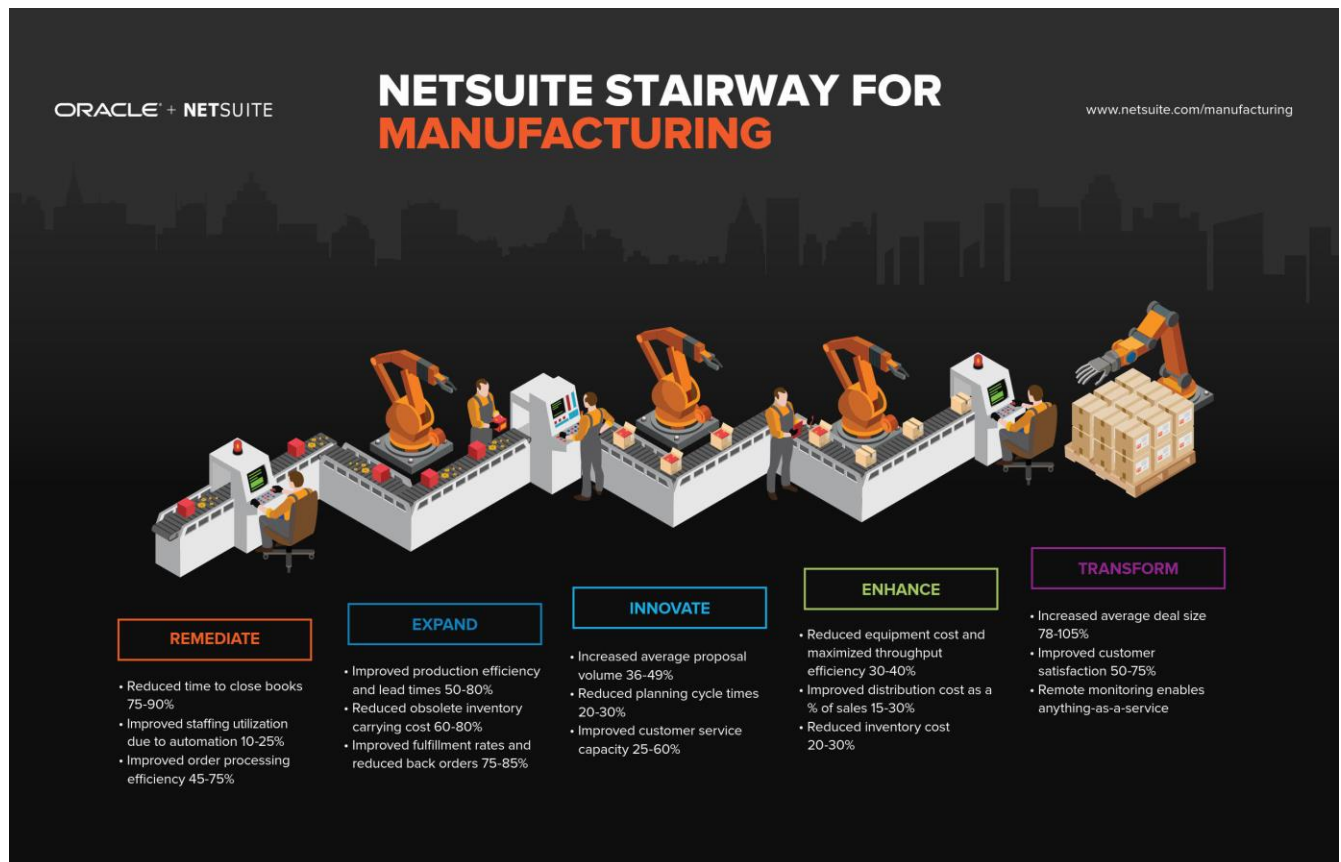 ORACLE® + NETSUITE
NETSUITE STAIRWAY FOR
MANUFACTURING
www.netsuite.com/manufacturing
REMEDIATE
• Reduced time to close books
75-90%
• Improved staffing utilization
due to automation 10-25%
• Improved order processing
efficiency 45-75%
EXPAND
• Improved production efficiency
and lead times 50-80%
• Reduced obsolete inventory
carrying cost 60-80%
• Improved fulfillment rates and
reduced back orders 75-85%
INNOVATE
• Increased average proposal
volume 36-49%
• Reduced planning cycle times
20-30%
• Improved customer service
capacity 25-60%
ENHANCE
• Reduced equipment cost and
maximized throughput
efficiency 30-40%
• Improved distribution cost as a
% of sales 15-30%
• Reduced inventory cost
20-30%
TRANSFORM
• Increased average deal size
78-105%
• Improved customer
satisfaction 50-75%
• Remote monitoring enables
anything-as-a-service